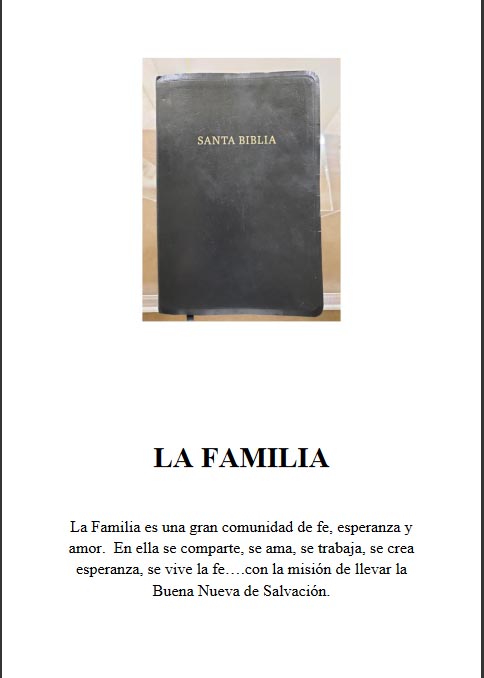 SANTA BIBLIA
LA FAMILIA
La Familia es una gran comunidad de fe, esperanza y
amor.  En ella se comparte, se ama, se trabaja, se crea
esperanza, se vive la fe….con la misión de llevar la
Buena Nueva de Salvación.